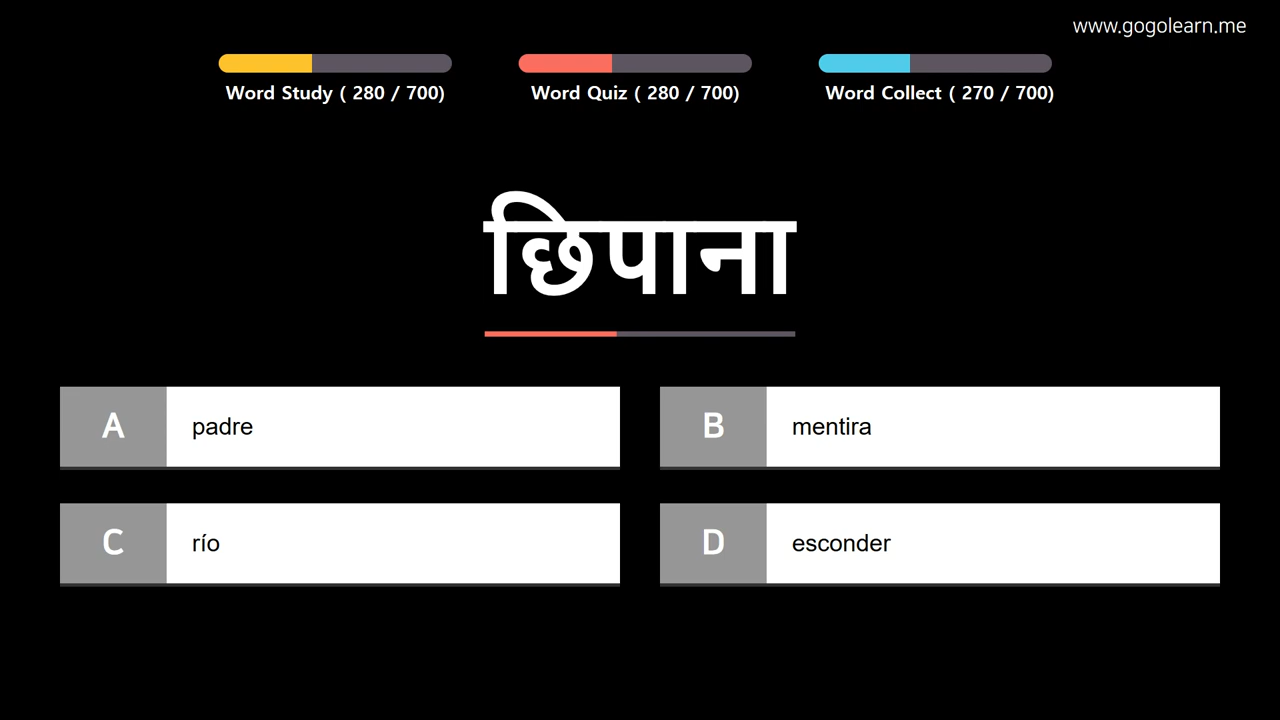 www.gogolearn.me
Word Study ( 280 / 700)
Word Quiz ( 280 / 700)
Word Collect ( 270 / 700)
छिपाना
A padre
B mentira
C río
D esconder